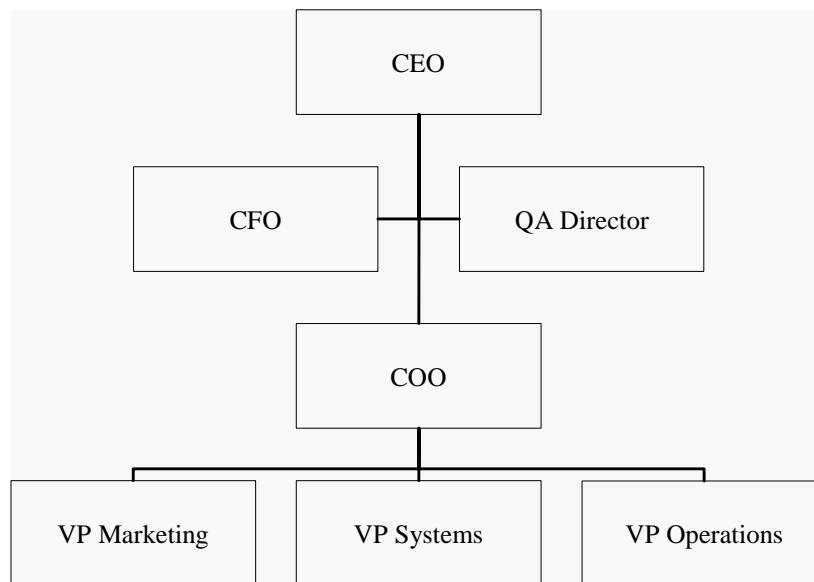 CEO
CFO
QA Director
COO
VP Marketing
VP Systems
VP Operations